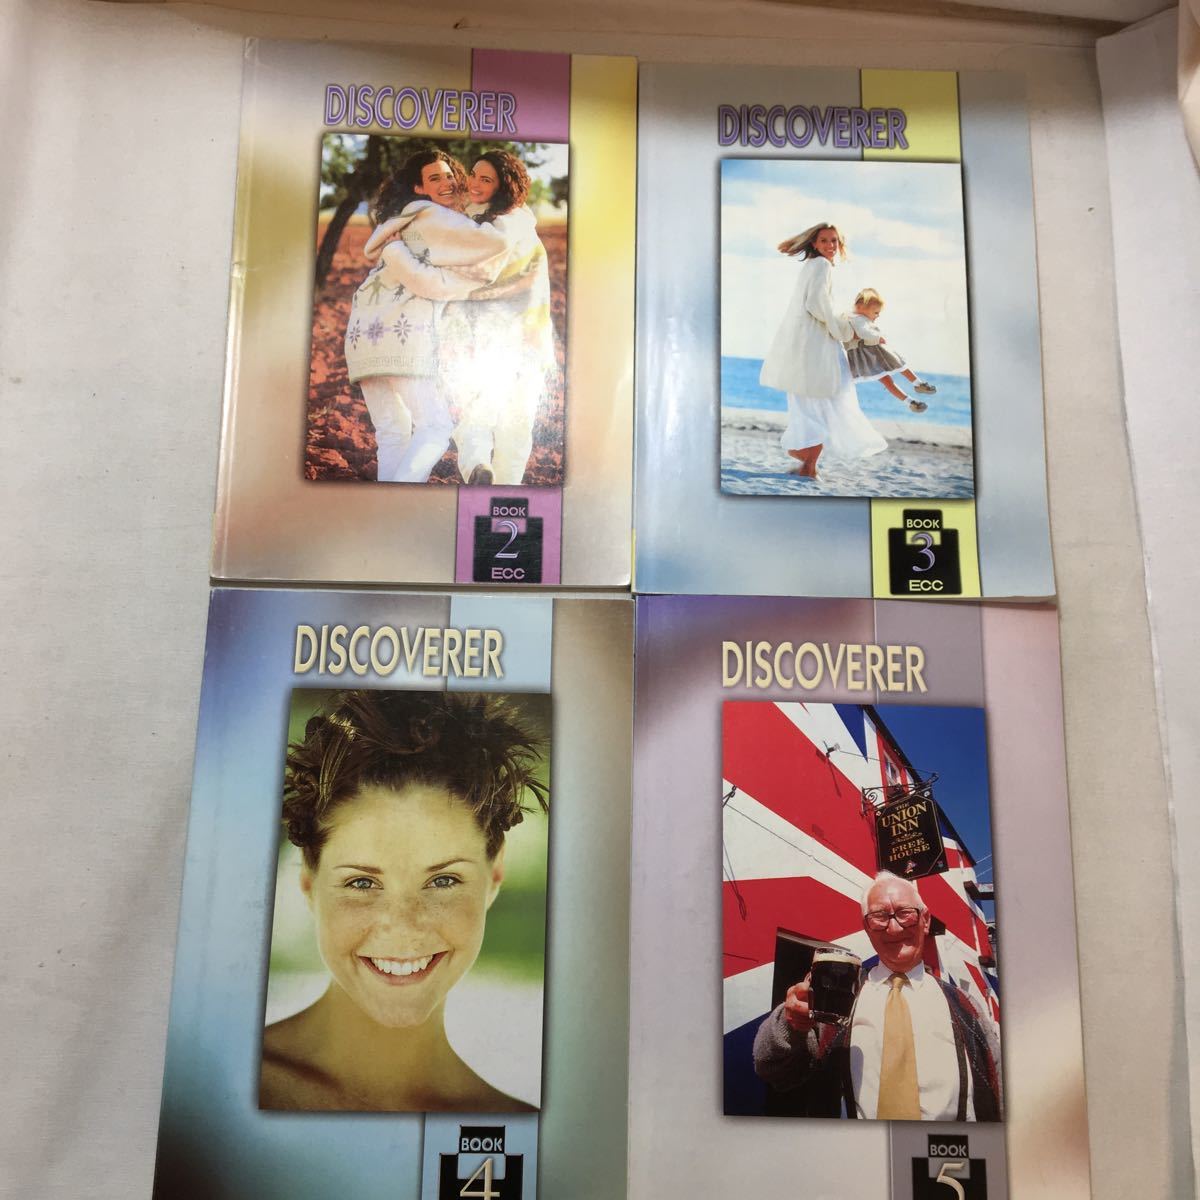 DISCOVERER
BOOK
2
ECC
DISCOVERER
BOOK
3
ECC
DISCOVERER
BOOK
4
DISCOVERER
THE
UNION
INN
FREE
HOUSE
BOOK
5